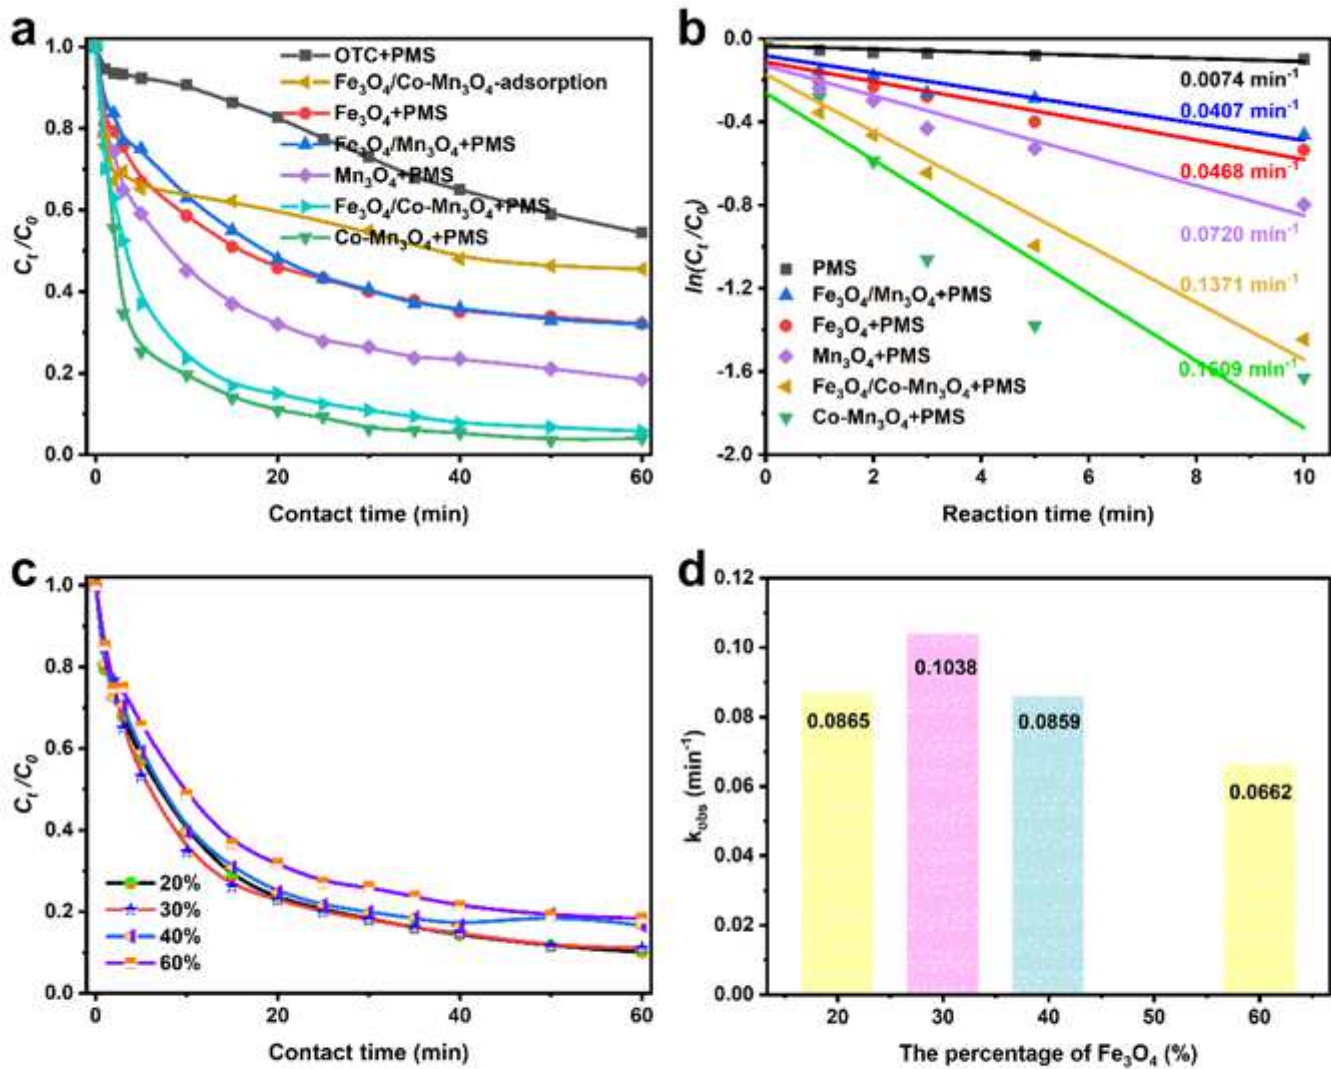 a
1.0
0.8
0.6
0.4
0.2
0.0
Cₜ/C₀
0
20
40
60
Contact time (min)
OTC+PMS
Fe₃O₄/Co-Mn₃O₄-adsorption
Fe₃O₄+PMS
Fe₃O₄/Mn₃O₄+PMS
Mn₃O₄+PMS
Fe₃O₄/Co-Mn₃O₄+PMS
Co-Mn₃O₄+PMS
b
0.0
-0.4
-0.8
-1.2
-1.6
-2.0
ln(Cₜ/C₀)
0.0074 min⁻¹
0.0407 min⁻¹
0.0468 min⁻¹
0.0720 min⁻¹
0.1371 min⁻¹
0.1609 min⁻¹
PMS
Fe₃O₄/Mn₃O₄+PMS
Fe₃O₄+PMS
Mn₃O₄+PMS
Fe₃O₄/Co-Mn₃O₄+PMS
Co-Mn₃O₄+PMS
0
2
4
6
8
10
Reaction time (min)
c
1.0
0.8
0.6
0.4
0.2
0.0
Cₜ/C₀
20%
30%
40%
60%
0
20
40
60
Contact time (min)
d
0.12
0.10
0.08
0.06
0.04
0.02
0.00
k_obs (min⁻¹)
0.0865
0.1038
0.0859
0.0662
20
30
40
50
60
The percentage of Fe₃O₄ (%)